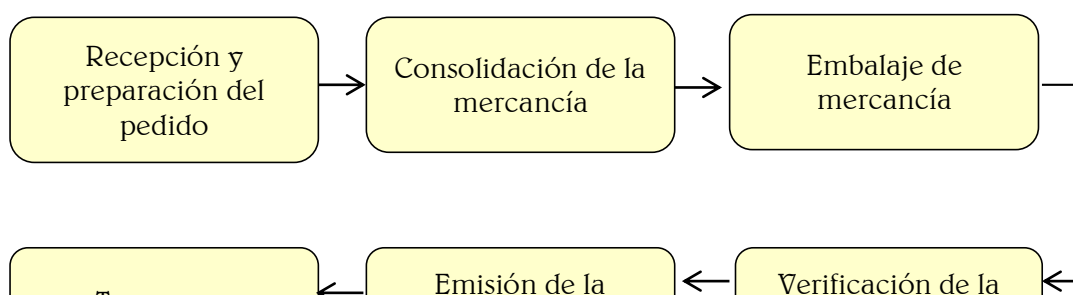 Recepción y
preparación del
pedido
Consolidación de la
mercancía
Embalaje de
mercancía
Emisión de la
Verificación de la